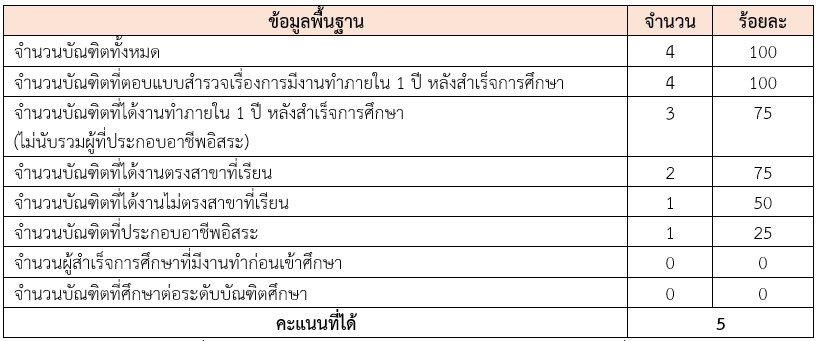 ข้อมูลพื้นฐาน จำนวน ร้อยละ
จำนวนบัณฑิตทั้งหมด 4 100
จำนวนบัณฑิตที่ตอบแบบสำรวจเรื่องการมีงานทำภายใน 1 ปี หลังสำเร็จการศึกษา 4 100
จำนวนบัณฑิตที่ได้งานทำภายใน 1 ปี หลังสำเร็จการศึกษา 3 75
(ไม่นับรวมผู้ที่ประกอบอาชีพอิสระ)
จำนวนบัณฑิตที่ได้งานตรงสาขาที่เรียน 2 75
จำนวนบัณฑิตที่ได้งานไม่ตรงสาขาที่เรียน 1 50
จำนวนบัณฑิตที่ประกอบอาชีพอิสระ 1 25
จำนวนผู้สำเร็จการศึกษาที่มีงานทำก่อนเข้าศึกษา 0 0
จำนวนบัณฑิตที่ศึกษาต่อระดับบัณฑิตศึกษา 0 0
คะแนนที่ได้ 5